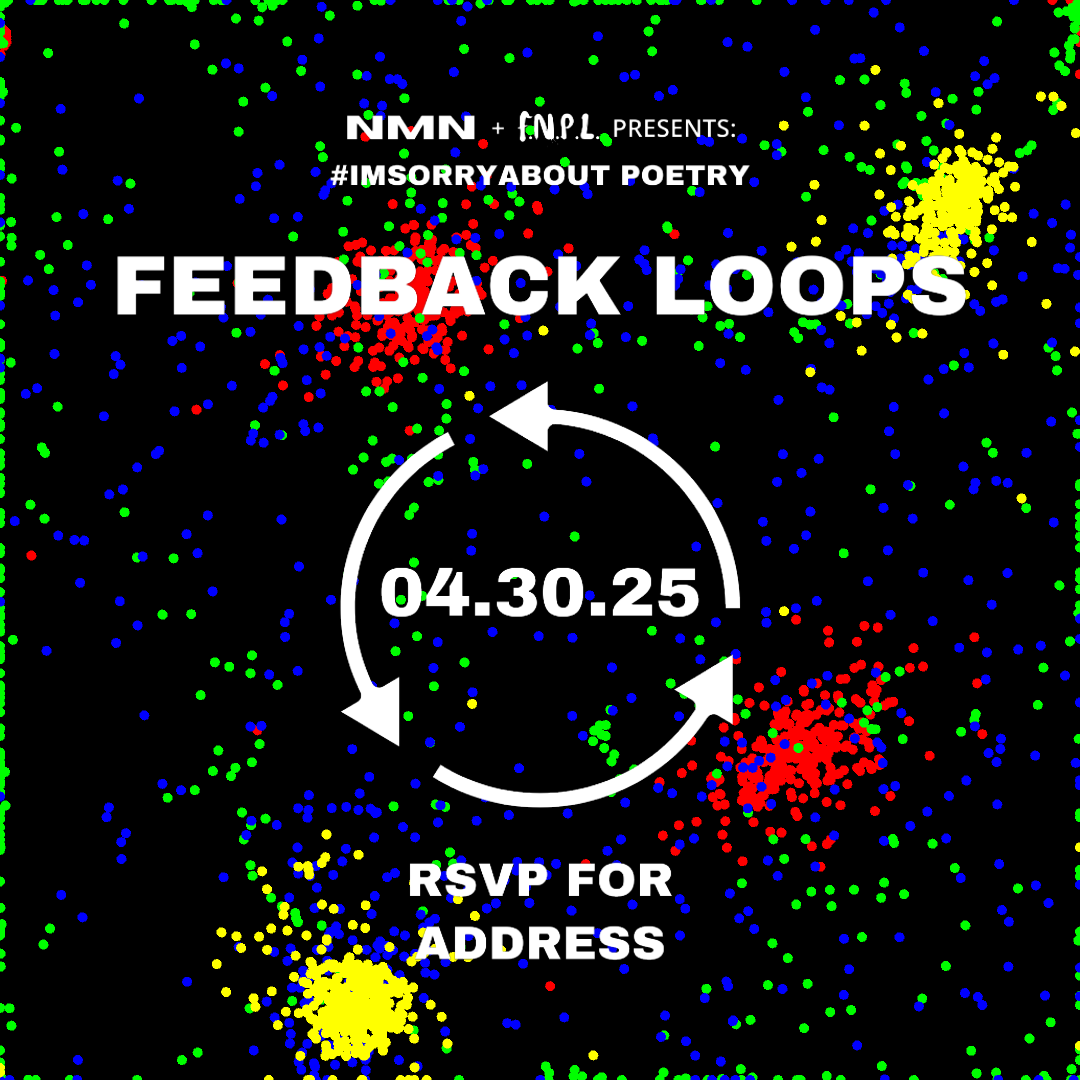 NMN + F.N.P.L. PRESENTS:
#IMSORRYABOUT POETRY
FEEDBACK LOOPS
04.30.25
RSVP FOR
ADDRESS